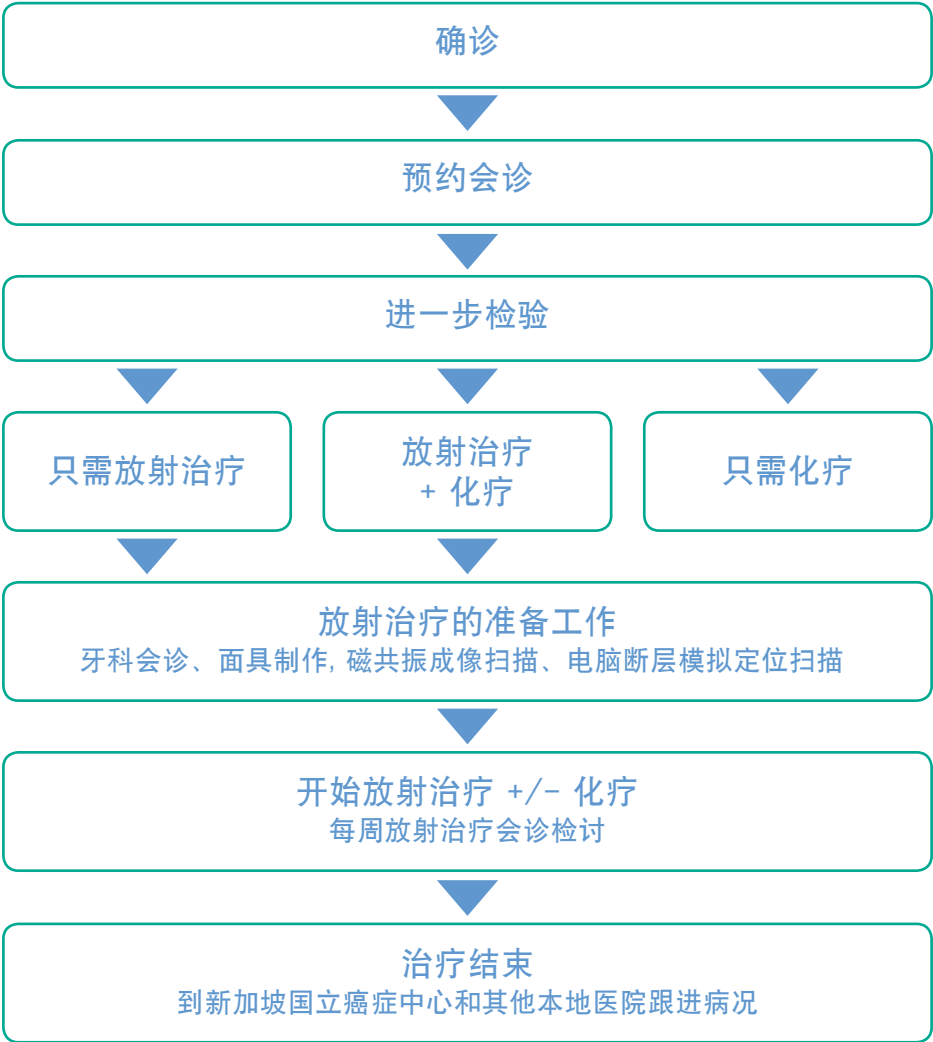 确诊
预约会诊
进一步检验
只需放射治疗
放射治疗
+ 化疗
只需化疗
放射治疗的准备工作
牙科会诊、面具制作, 磁共振成像扫描、电脑断层模拟定位扫描
开始放射治疗 +/- 化疗
每周放射治疗会诊检讨
治疗结束
到新加坡国立癌症中心和其他本地医院跟进病况